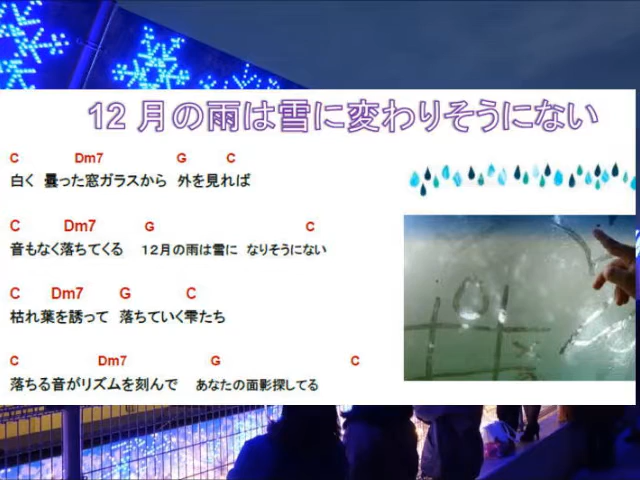 12月の雨は雪に変わりそうにない
C Dm7 G C
白く 曇った窓ガラスから 外を見れば
C Dm7 G C
音もなく落ちてくる 12月の雨は雪に なりそうにない
C Dm7 G C
枯れ葉を誘って 落ちていく雫たち
C Dm7 G C
落ちる音がリズムを刻んで あなたの面影探してる